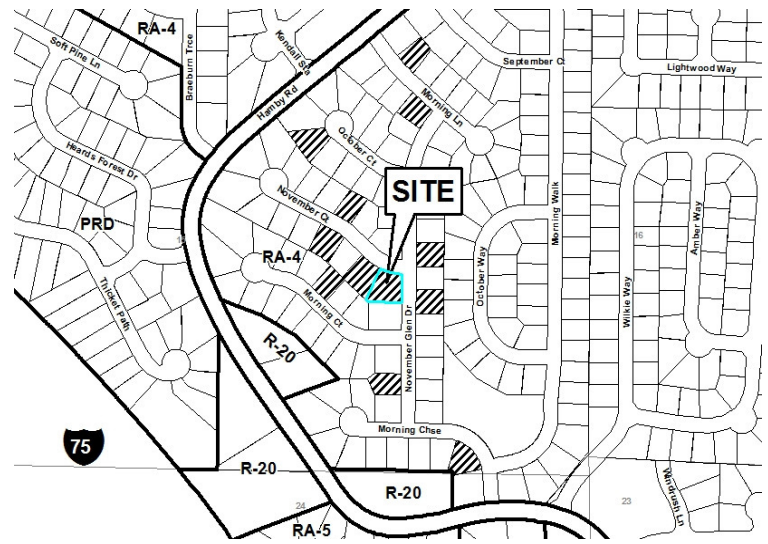 RA-4
Soft Pine Ln
Braeburn Trce
Kendall Sta
Hamby Rd
September Ct
Lightwood Way
Morning Ln
October Ct
Heards Forest Dr
SITE
November Ct
PRD
RA-4
16
Thicket Path
Morning Ct
November Glen Dr
October Way
Morning Walk
Wilkie Way
Amber Way
R-20
75
Morning Chse
R-20
R-20
24
RA-5
23
Windrush Ln